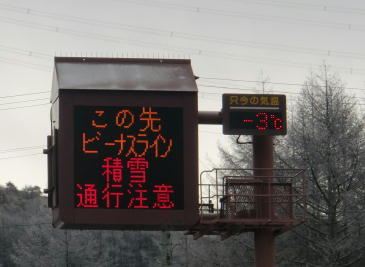 この先
ビーナスライン
積雪
通行注意
只今の気温
-3℃